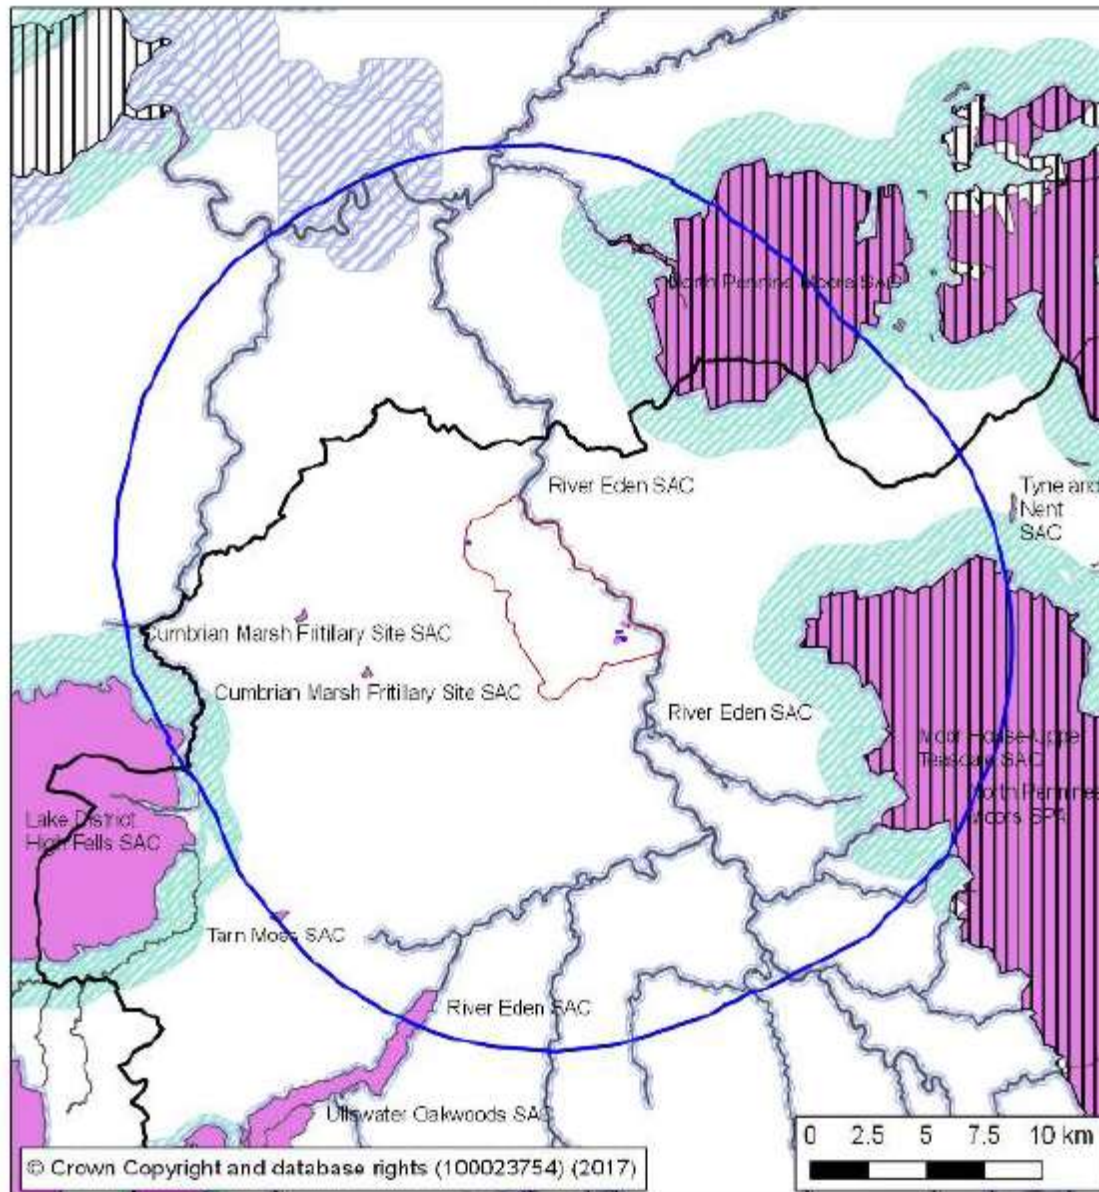 North Pennine Moors SAC
River Eden SAC
Tyne and
Nent
SAC
Cumbrian Marsh Fritillary Site SAC
Cumbrian Marsh Fritillary Site SAC
River Eden SAC
Moor House-Uppe
Teasdale SAC
North Pennines
Moors SPA
Lake District
High Fells SAC
Tarn Moss SAC
River Eden SAC
Ullswater Oakwoods SAC
0 2.5 5 7.5 10 km
© Crown Copyright and database rights (100023754) (2017)